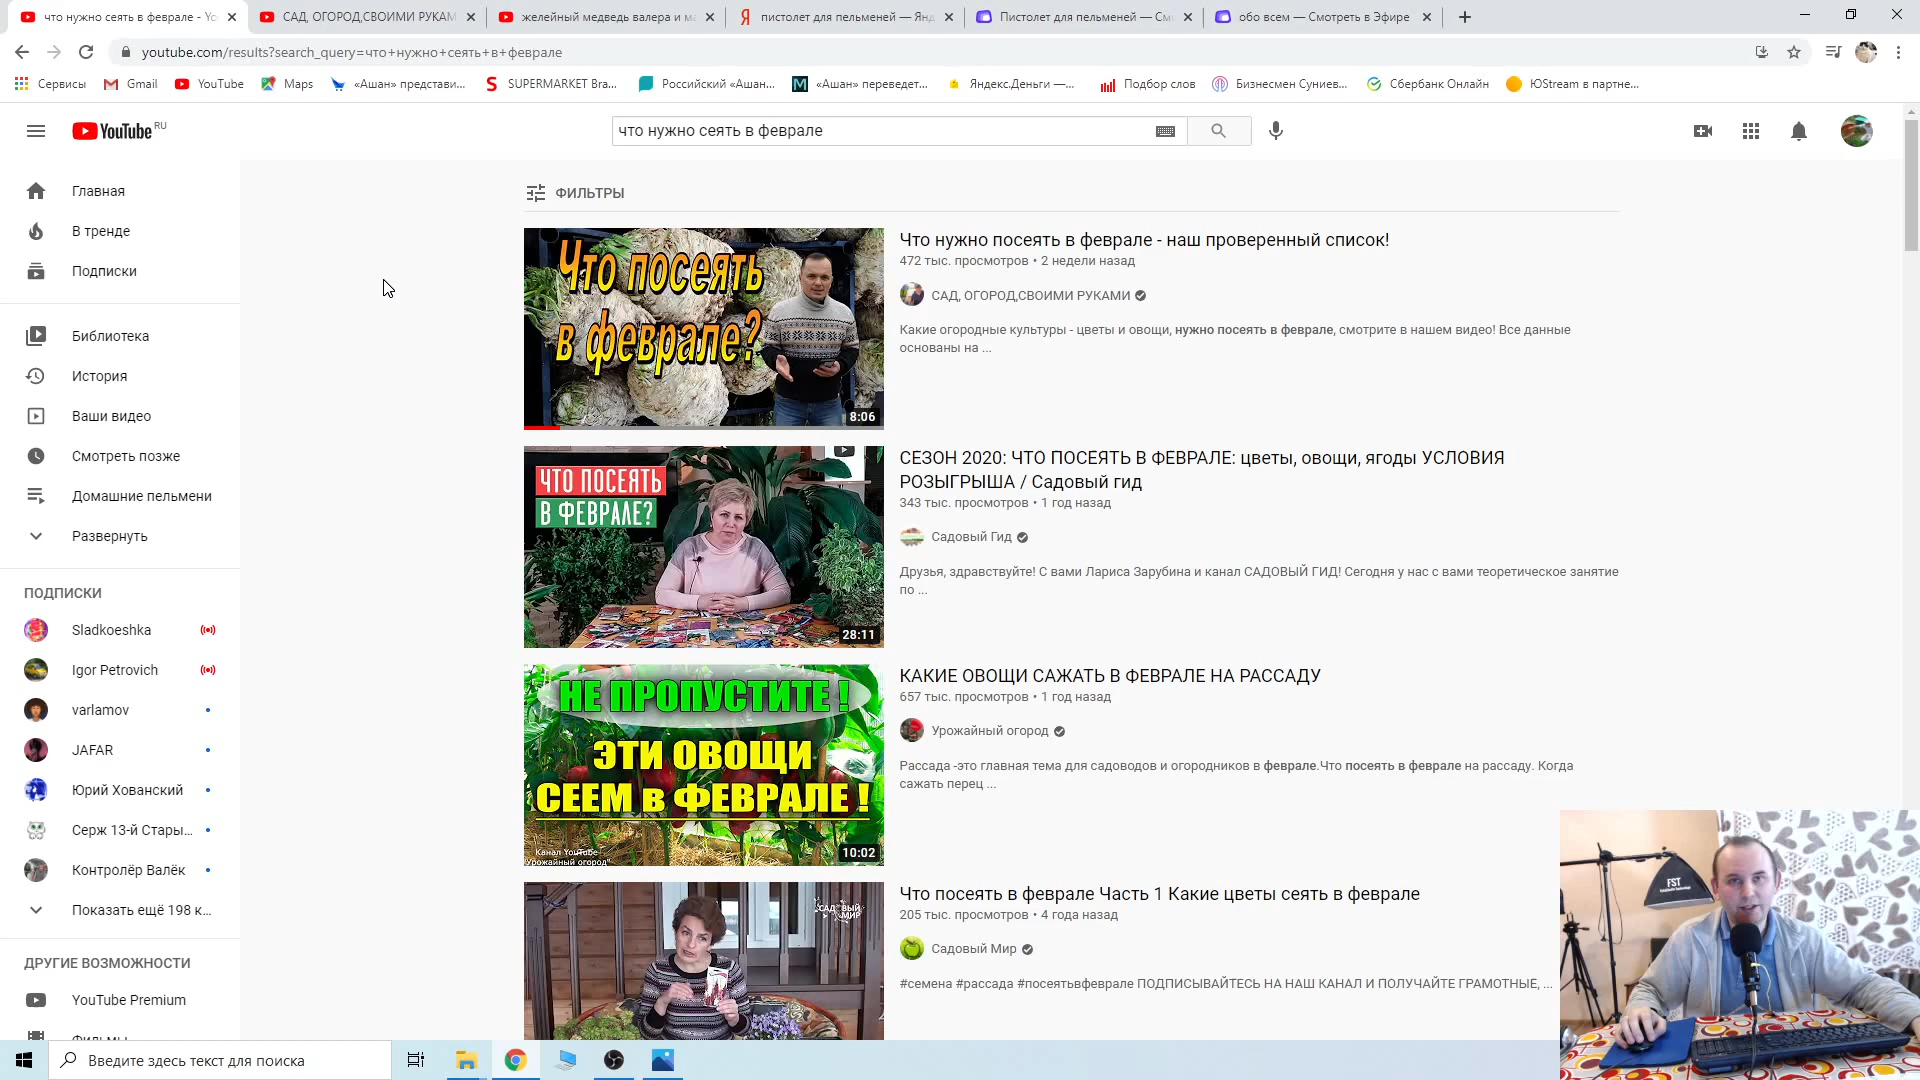 что нужно сеять в феврале - Yo
САД, ОГОРОД,СВОИМИ РУКАМ
желейный медведь валера и ма
пистолет для пельменей — Янд
Пистолет для пельменей — См
обо всем — Смотреть в Эфире
youtube.com/results?search_query=что+нужно+сеять+в+феврале
Сервисы
Gmail
YouTube
Maps
«Ашан» представи...
SUPERMARKET Bra...
Российский «Ашан...
«Ашан» переведет...
Яндекс.Деньги —...
Подбор слов
Бизнесмен Суниев...
Сбербанк Онлайн
ЮStream в партне...
YouTube RU
что нужно сеять в феврале
Главная
В тренде
Подписки
Библиотека
История
Ваши видео
Смотреть позже
Домашние пельмени
Развернуть
ПОДПИСКИ
Sladkoeshka
Igor Petrovich
varlamov
JAFAR
Юрий Хованский
Серж 13-й Стары...
Контролёр Валёк
Показать ещё 198 к...
ДРУГИЕ ВОЗМОЖНОСТИ
YouTube Premium
Фильмы
ФИЛЬТРЫ
Что посеять
в феврале?
8:06
Что нужно посеять в феврале - наш проверенный список!
472 тыс. просмотров • 2 недели назад
САД, ОГОРОД,СВОИМИ РУКАМИ
Какие огородные культуры - цветы и овощи, нужно посеять в феврале, смотрите в нашем видео! Все данные
основаны на ...
ЧТО ПОСЕЯТЬ
В ФЕВРАЛЕ?
28:11
СЕЗОН 2020: ЧТО ПОСЕЯТЬ В ФЕВРАЛЕ: цветы, овощи, ягоды УСЛОВИЯ
РОЗЫГРЫША / Садовый гид
343 тыс. просмотров • 1 год назад
Садовый Гид
Друзья, здравствуйте! С вами Лариса Зарубина и канал САДОВЫЙ ГИД! Сегодня у нас с вами теоретическое занятие
по ...
НЕ ПРОПУСТИТЕ !
ЭТИ ОВОЩИ
СЕЕМ в ФЕВРАЛЕ !
Канал YouTube
"Урожайный огород"
10:02
КАКИЕ ОВОЩИ САЖАТЬ В ФЕВРАЛЕ НА РАССАДУ
657 тыс. просмотров • 1 год назад
Урожайный огород
Рассада -это главная тема для садоводов и огородников в феврале.Что посеять в феврале на рассаду. Когда
сажать перец ...
САДОВЫЙ
МИР
Что посеять в феврале Часть 1 Какие цветы сеять в феврале
205 тыс. просмотров • 4 года назад
Садовый Мир
#семена #рассада #посеятьвфеврале ПОДПИСЫВАЙТЕСЬ НА НАШ КАНАЛ И ПОЛУЧАЙТЕ ГРАМОТНЫЕ, ...
FST
Введите здесь текст для поиска